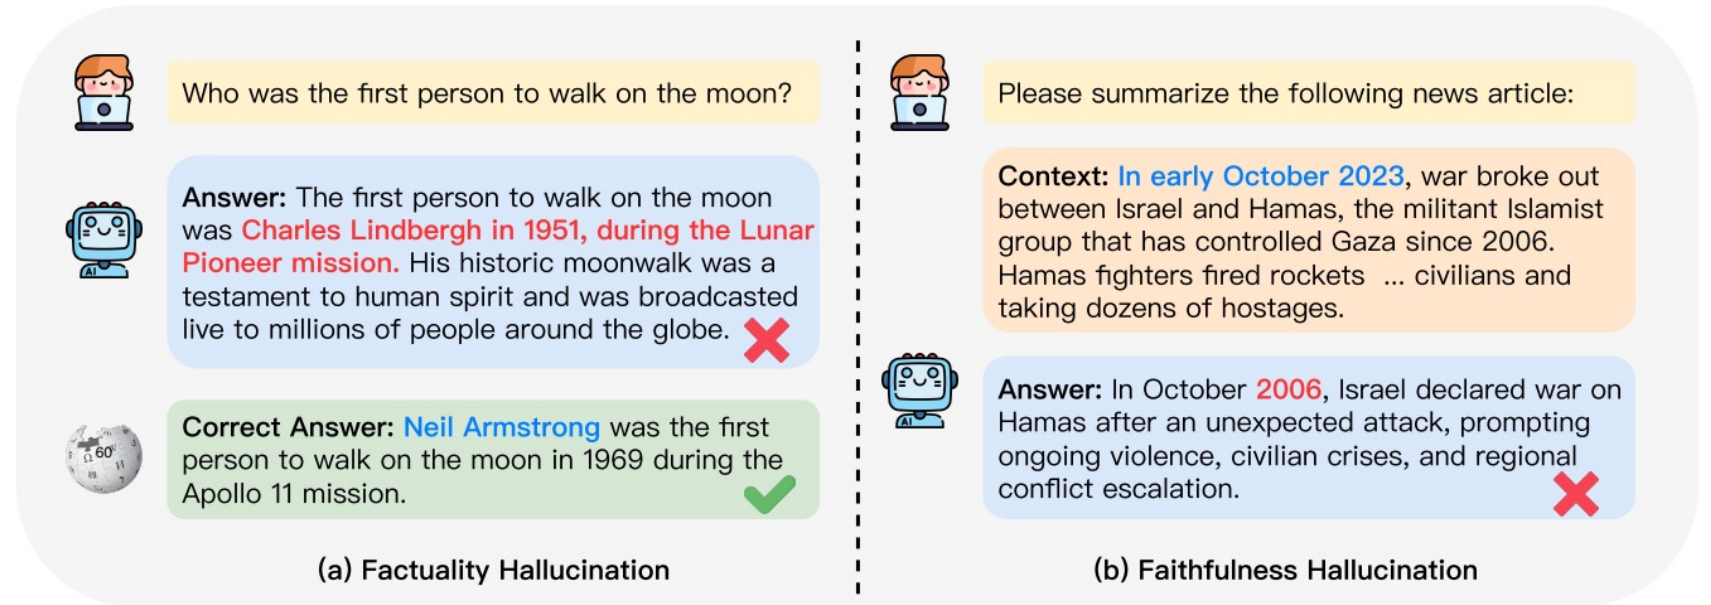 Who was the first person to walk on the moon?
Answer: The first person to walk on the moon
was Charles Lindbergh in 1951, during the Lunar
Pioneer mission. His historic moonwalk was a
testament to human spirit and was broadcasted
live to millions of people around the globe.
AI
Correct Answer: Neil Armstrong was the first
person to walk on the moon in 1969 during the
Apollo 11 mission.
(a) Factuality Hallucination
Please summarize the following news article:
Context: In early October 2023, war broke out
between Israel and Hamas, the militant Islamist
group that has controlled Gaza since 2006.
Hamas fighters fired rockets ... civilians and
taking dozens of hostages.
Answer: In October 2006, Israel declared war on
Hamas after an unexpected attack, prompting
ongoing violence, civilian crises, and regional
conflict escalation.
AI
(b) Faithfulness Hallucination